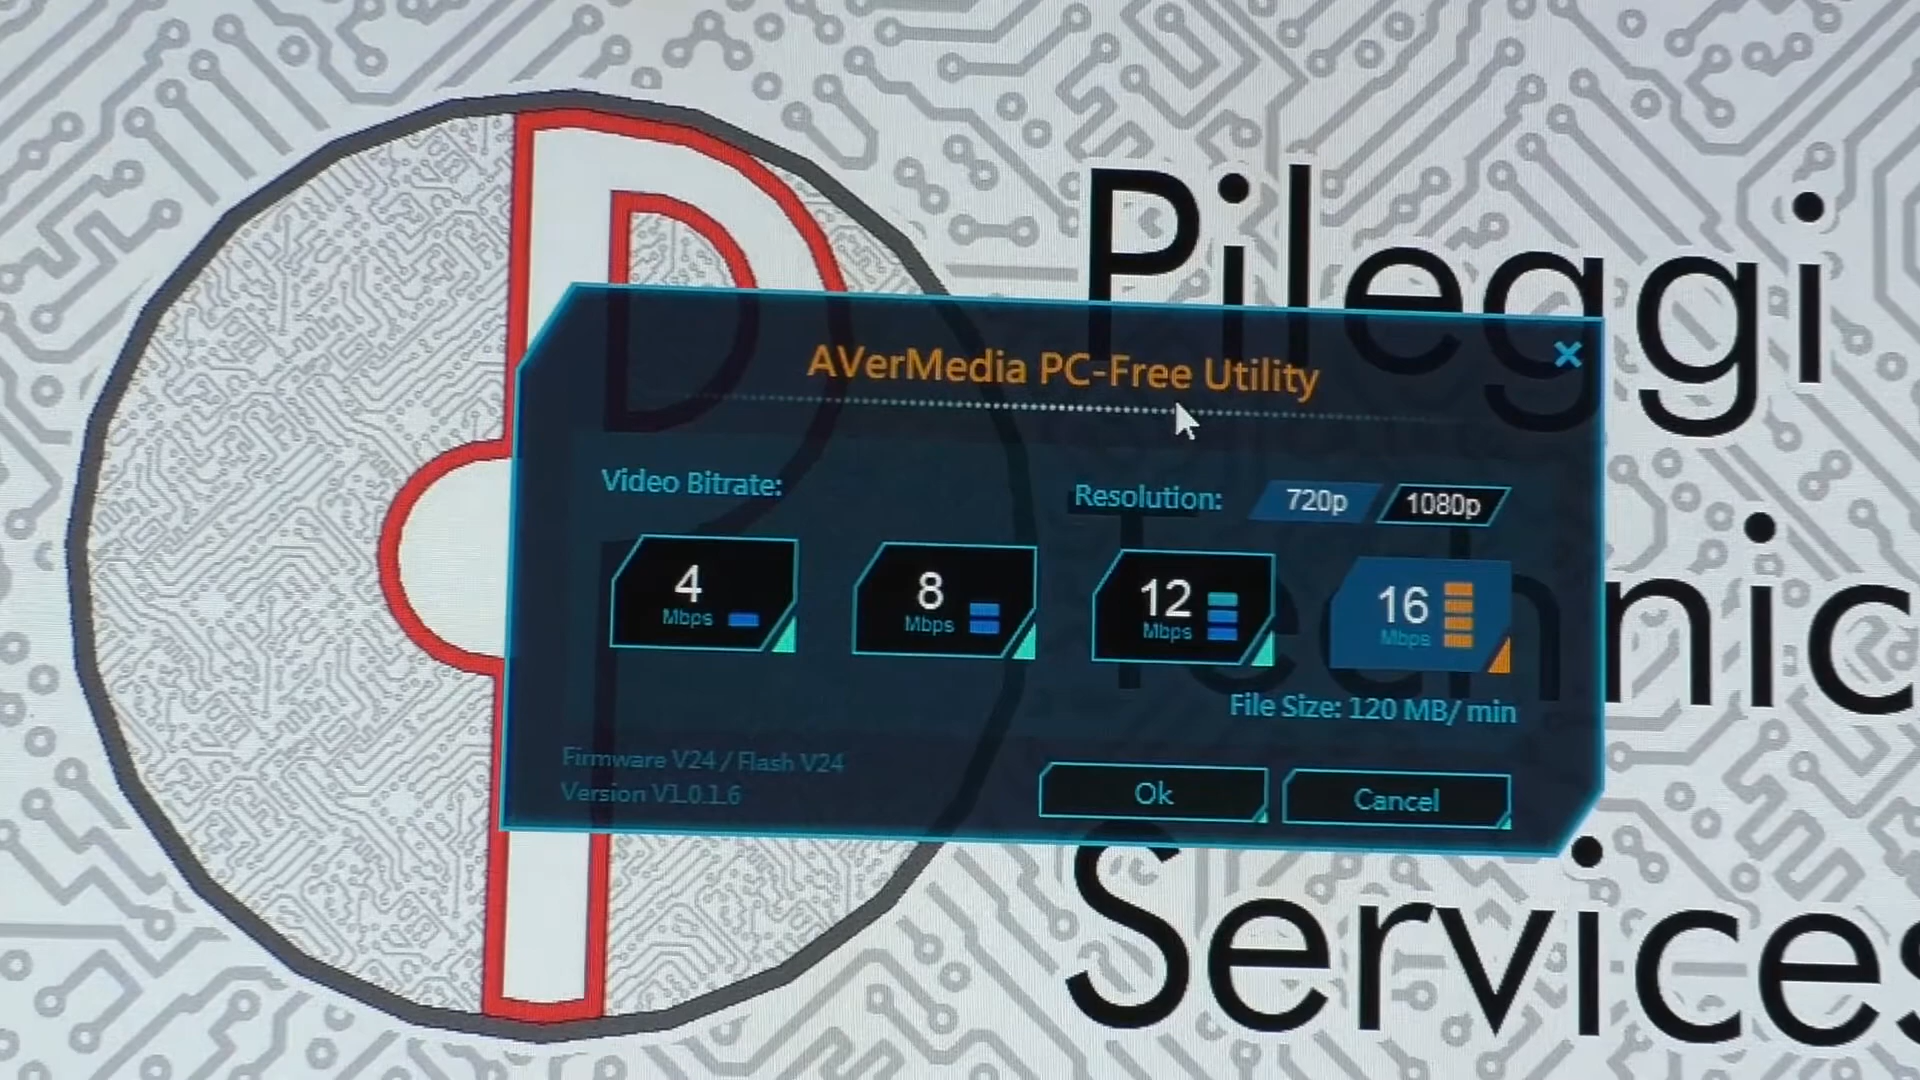 Pileggi
Technic
Services
AVerMedia PC-Free Utility
Video Bitrate:
Resolution: 720p 1080p
4 Mbps
8 Mbps
12 Mbps
16 Mbps
File Size: 120 MB/ min
Firmware V24 / Flash V24
Version V1.0.1.6
Ok
Cancel